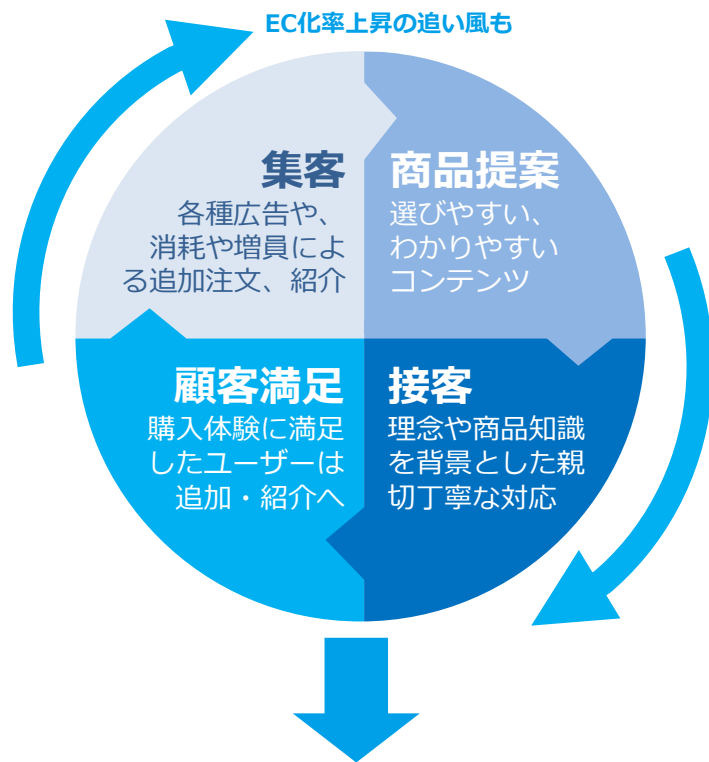 EC化率上昇の追い風も
集客
各種広告や、
消耗や増員によ
る追加注文、紹介
商品提案
選びやすい、
わかりやすい
コンテンツ
接客
理念や商品知識
を背景とした親
切丁寧な対応
顧客満足
購入体験に満足
したユーザーは
追加・紹介へ